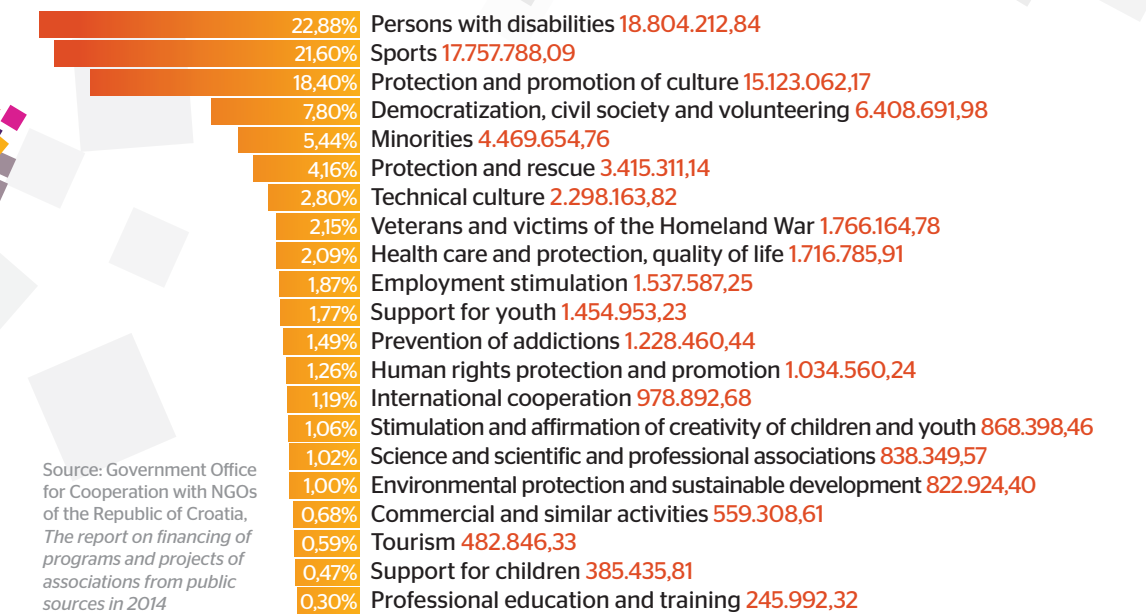 22,88% Persons with disabilities 18.804.212,84
21,60% Sports 17.757.788,09
18,40% Protection and promotion of culture 15.123.062,17
7,80% Democratization, civil society and volunteering 6.408.691,98
5,44% Minorities 4.469.654,76
4,16% Protection and rescue 3.415.311,14
2,80% Technical culture 2.298.163,82
2,15% Veterans and victims of the Homeland War 1.766.164,78
2,09% Health care and protection, quality of life 1.716.785,91
1,87% Employment stimulation 1.537.587,25
1,77% Support for youth 1.454.953,23
1,49% Prevention of addictions 1.228.460,44
1,26% Human rights protection and promotion 1.034.560,24
1,19% International cooperation 978.892,68
1,06% Stimulation and affirmation of creativity of children and youth 868.398,46
1,02% Science and scientific and professional associations 838.349,57
1,00% Environmental protection and sustainable development 822.924,40
0,68% Commercial and similar activities 559.308,61
0,59% Tourism 482.846,33
0,47% Support for children 385.435,81
0,30% Professional education and training 245.992,32
Source: Government Office
for Cooperation with NGOs
of the Republic of Croatia,
The report on financing of
programs and projects of
associations from public
sources in 2014